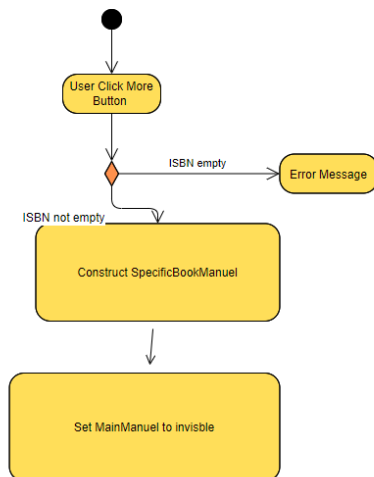 User Click More
Button
ISBN empty
Error Message
ISBN not empty
Construct SpecificBookManuel
Set MainManuel to invisble